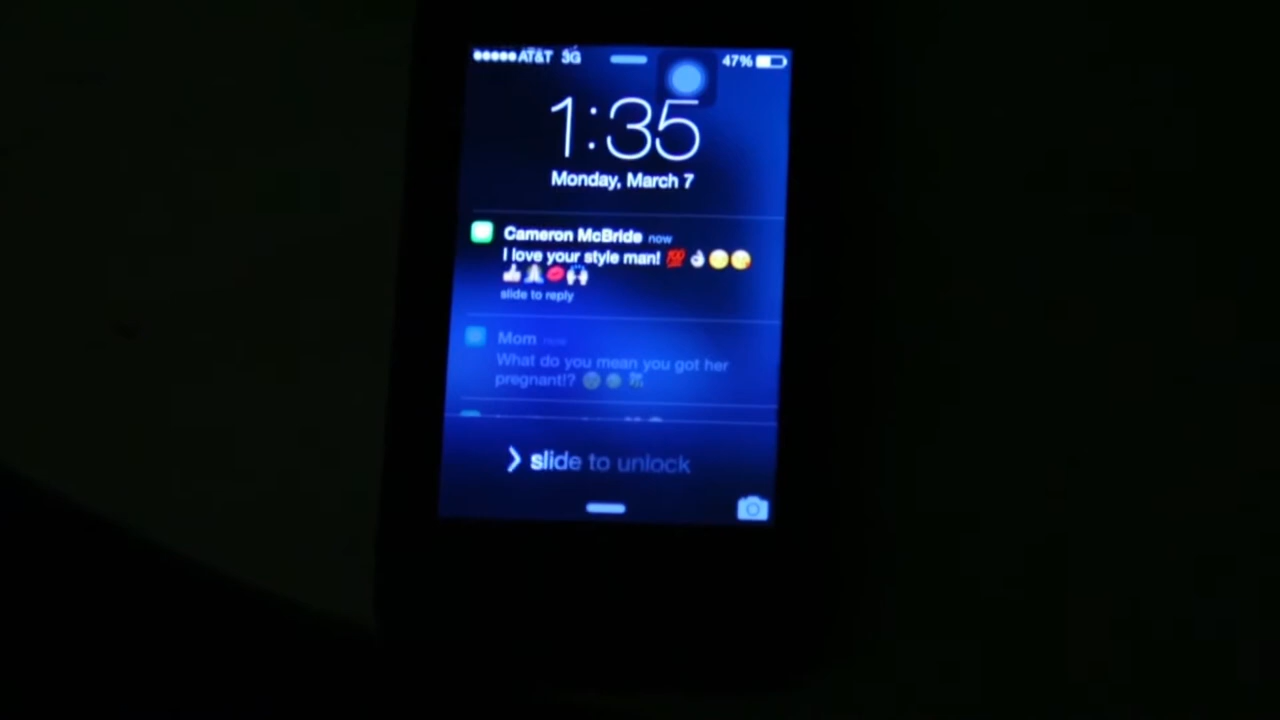 AT&T 3G 47%
1:35
Monday, March 7
Cameron McBride now
I love your style man! 💯👌
👍🙏💋🙌
slide to reply
Mom now
What do you mean you got her
pregnant!?
slide to unlock